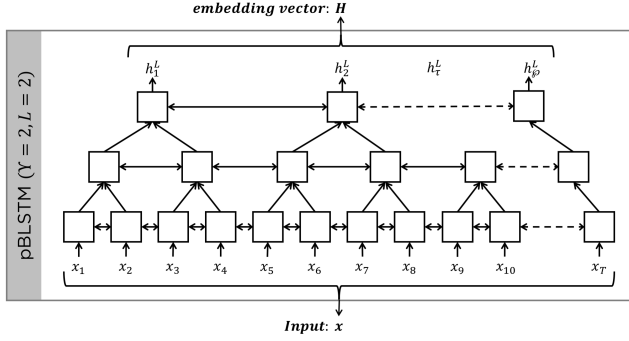 embedding vector: H
h₁ᴸ h₂ᴸ h_τᴸ h_℘ᴸ
pBLSTM (Υ = 2, L = 2)
x₁ x₂ x₃ x₄ x₅ x₆ x₇ x₈ x₉ x₁₀ x_T
Input: x